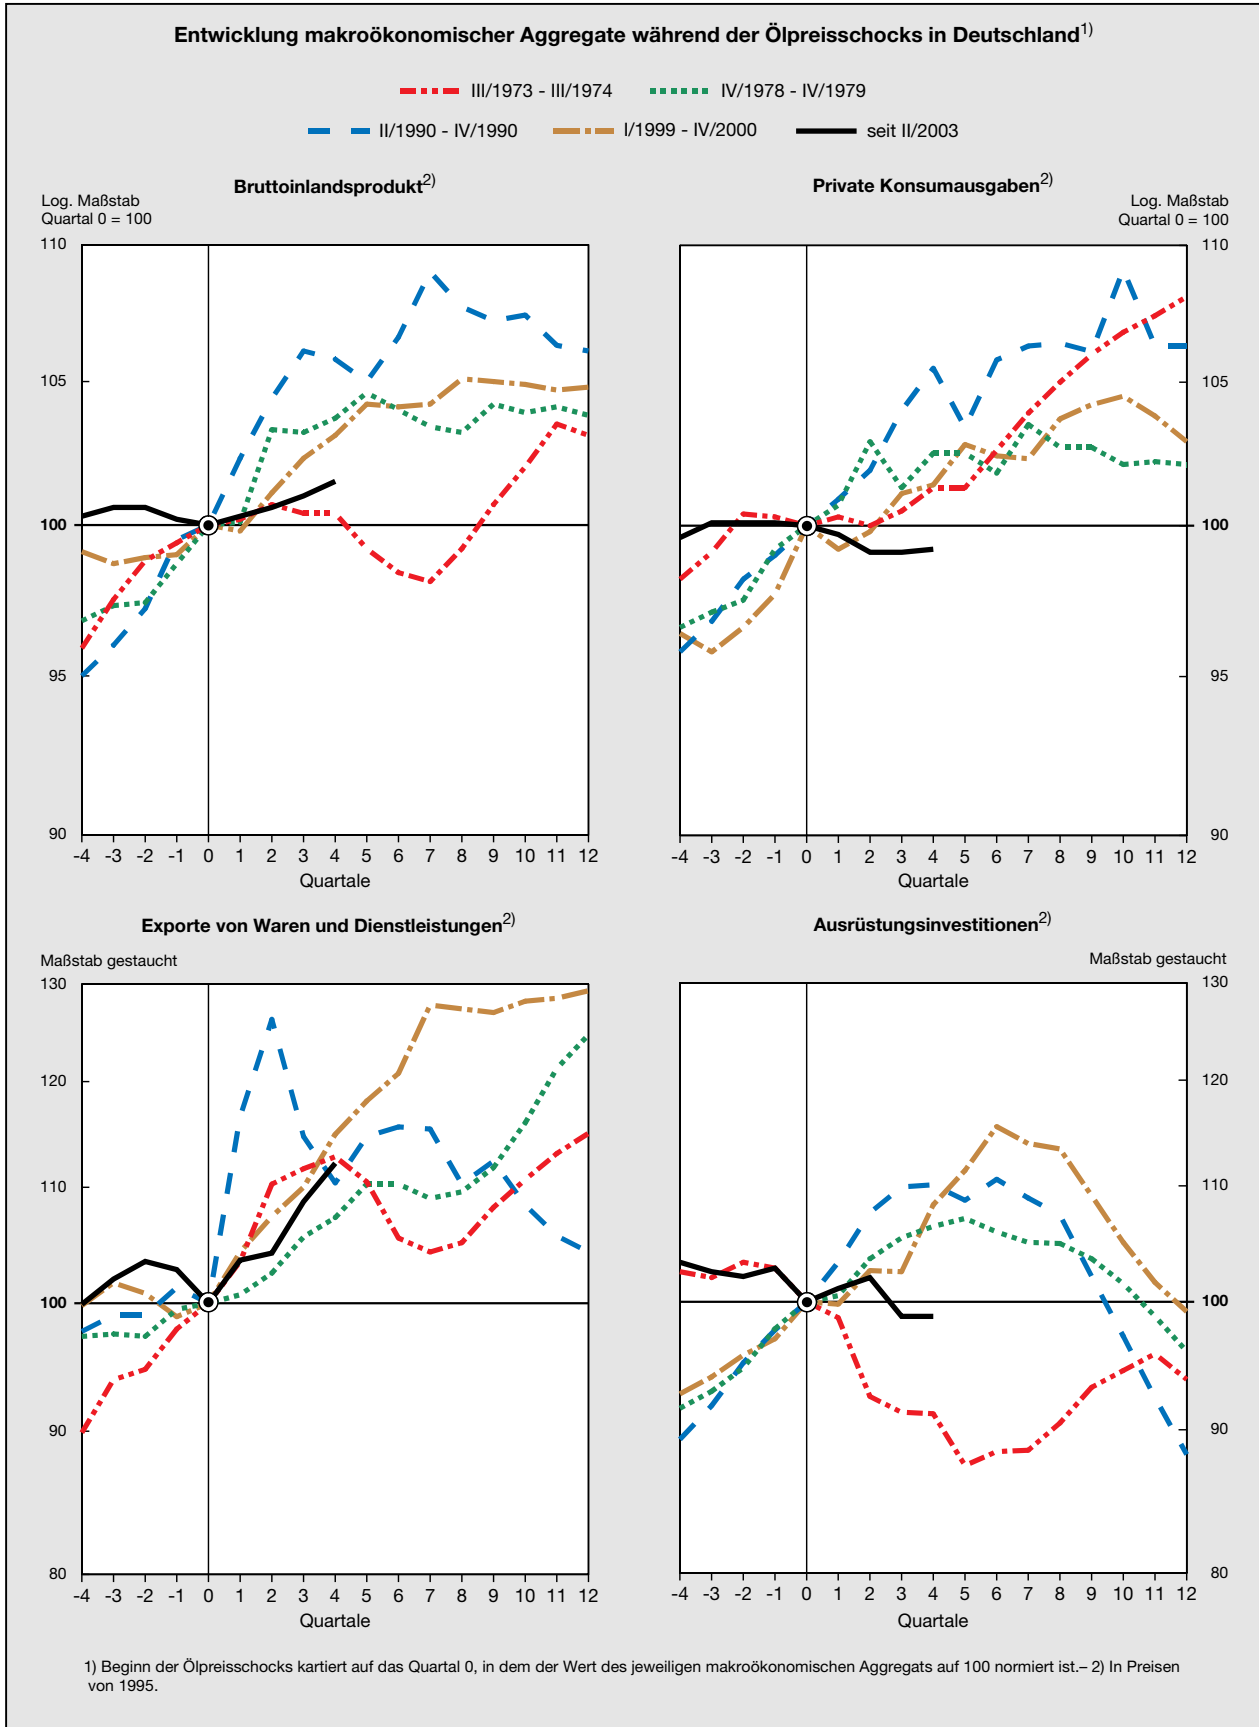 Entwicklung makroökonomischer Aggregate während der Ölpreisschocks in Deutschland1)
III/1973 - III/1974
IV/1978 - IV/1979
II/1990 - IV/1990
I/1999 - IV/2000
seit II/2003
Bruttoinlandsprodukt2)
Log. Maßstab
Quartal 0 = 100
110
105
100
95
90
-4 -3 -2 -1 0 1 2 3 4 5 6 7 8 9 10 11 12
Quartale
Private Konsumausgaben2)
Log. Maßstab
Quartal 0 = 100
110
105
100
95
90
-4 -3 -2 -1 0 1 2 3 4 5 6 7 8 9 10 11 12
Quartale
Exporte von Waren und Dienstleistungen2)
Maßstab gestaucht
130
120
110
100
90
80
-4 -3 -2 -1 0 1 2 3 4 5 6 7 8 9 10 11 12
Quartale
Ausrüstungsinvestitionen2)
Maßstab gestaucht
130
120
110
100
90
80
-4 -3 -2 -1 0 1 2 3 4 5 6 7 8 9 10 11 12
Quartale
1) Beginn der Ölpreisschocks kartiert auf das Quartal 0, in dem der Wert des jeweiligen makroökonomischen Aggregats auf 100 normiert ist.– 2) In Preisen
von 1995.